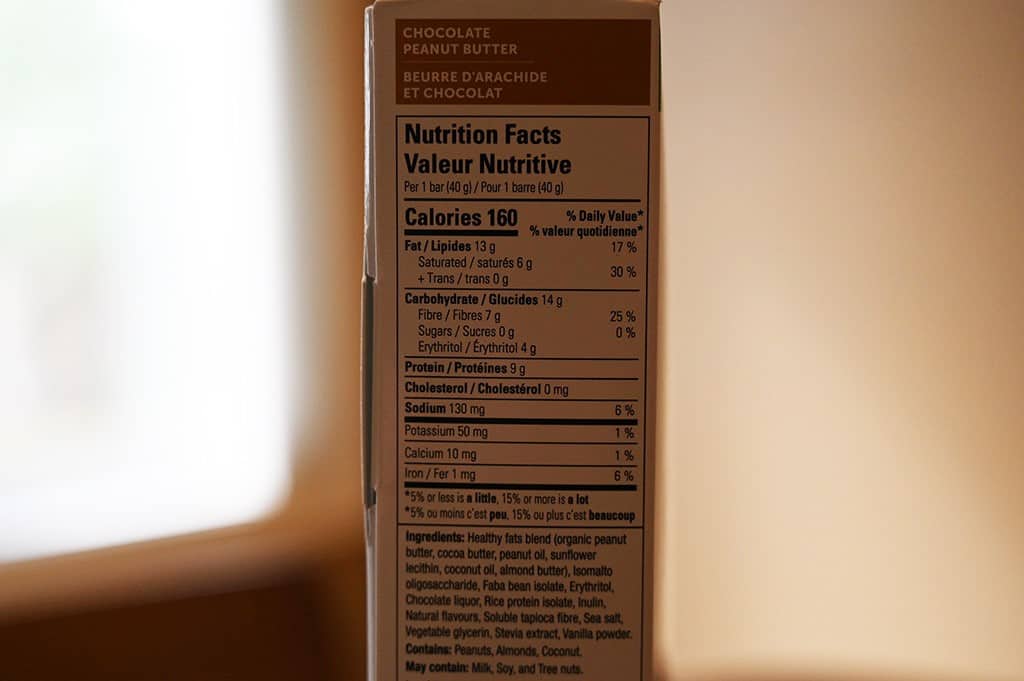 CHOCOLATE
PEANUT BUTTER
BEURRE D'ARACHIDE
ET CHOCOLAT
Nutrition Facts
Valeur Nutritive
Per 1 bar (40 g) / Pour 1 barre (40 g)
Calories 160
% Daily Value*
% valeur quotidienne*
Fat / Lipides 13 g 17 %
Saturated / saturés 6 g
+ Trans / trans 0 g 30 %
Carbohydrate / Glucides 14 g
Fibre / Fibres 7 g 25 %
Sugars / Sucres 0 g 0 %
Erythritol / Érythritol 4 g
Protein / Protéines 9 g
Cholesterol / Cholestérol 0 mg
Sodium 130 mg 6 %
Potassium 50 mg 1 %
Calcium 10 mg 1 %
Iron / Fer 1 mg 6 %
*5% or less is a little, 15% or more is a lot
*5% ou moins c'est peu, 15% ou plus c'est beaucoup
Ingredients: Healthy fats blend (organic peanut
butter, cocoa butter, peanut oil, sunflower
lecithin, coconut oil, almond butter), Isomalto
oligosaccharide, Faba bean isolate, Erythritol,
Chocolate liquor, Rice protein isolate, Inulin,
Natural flavours, Soluble tapioca fibre, Sea salt,
Vegetable glycerin, Stevia extract, Vanilla powder.
Contains: Peanuts, Almonds, Coconut.
May contain: Milk, Soy, and Tree nuts.